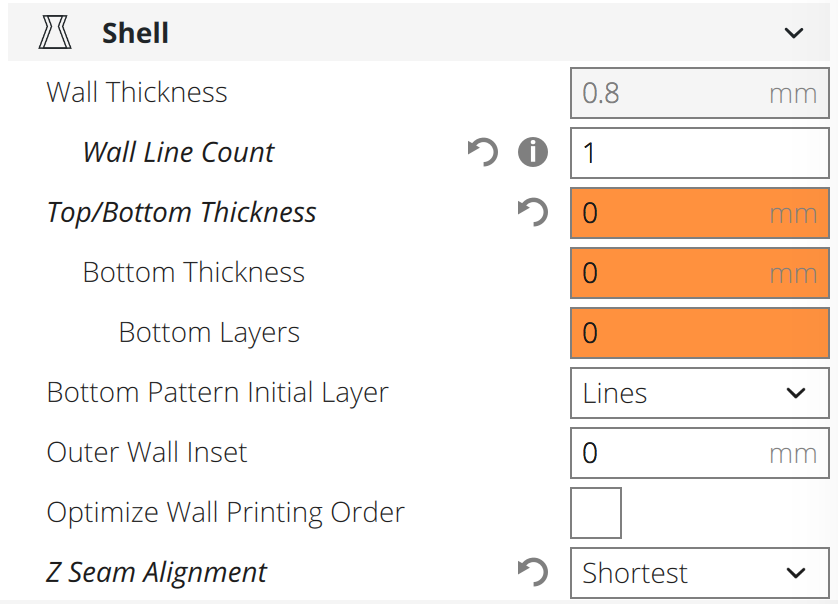 Shell
Wall Thickness 0.8 mm
Wall Line Count i 1
Top/Bottom Thickness 0 mm
Bottom Thickness 0 mm
Bottom Layers 0
Bottom Pattern Initial Layer Lines
Outer Wall Inset 0 mm
Optimize Wall Printing Order
Z Seam Alignment Shortest